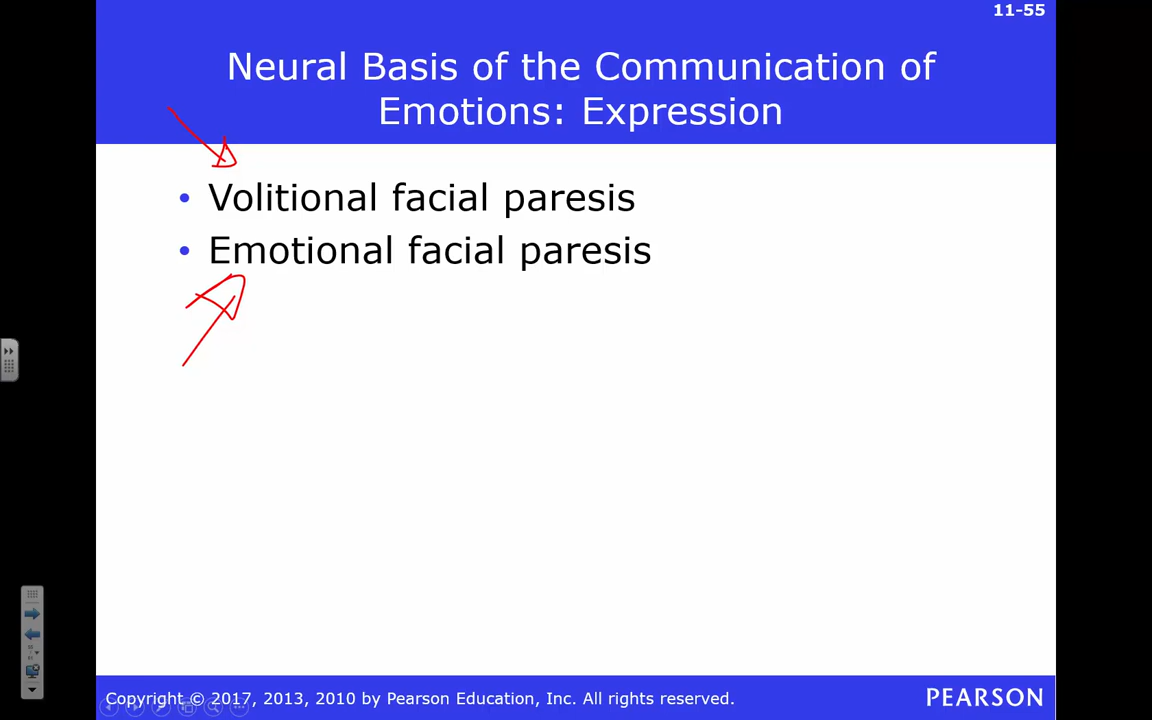 11-55
Neural Basis of the Communication of
Emotions: Expression
• Volitional facial paresis
• Emotional facial paresis
Copyright © 2017, 2013, 2010 by Pearson Education, Inc. All rights reserved.
PEARSON